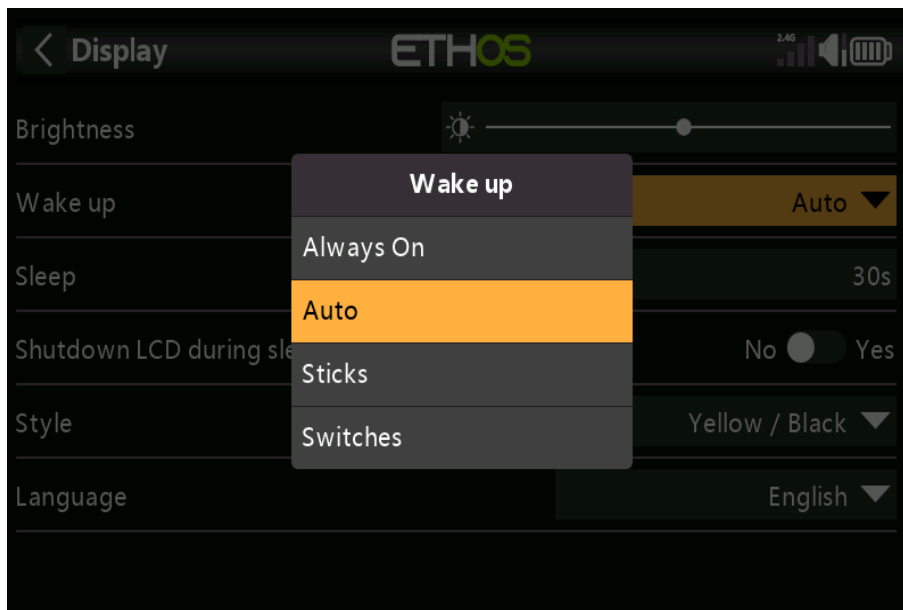 Display
ETHOS
2.4G
Brightness
Wake up
Wake up
Auto
Always On
Sleep
30s
Auto
Shutdown LCD during sle
No
Yes
Sticks
Style
Yellow / Black
Switches
Language
English